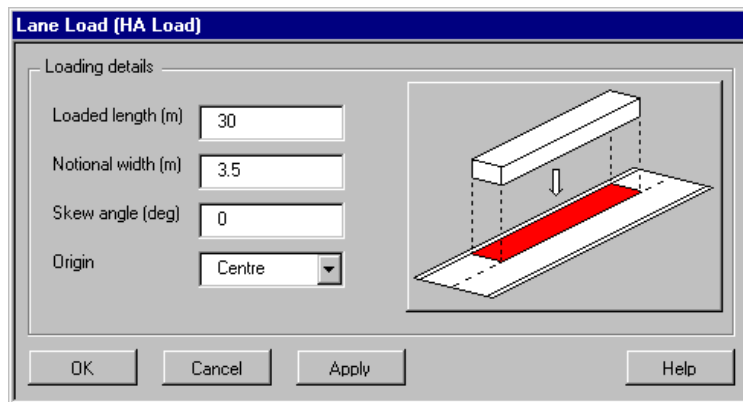 Lane Load (HA Load)
Loading details
Loaded length (m) 30
Notional width (m) 3.5
Skew angle (deg) 0
Origin Centre
OK Cancel Apply Help